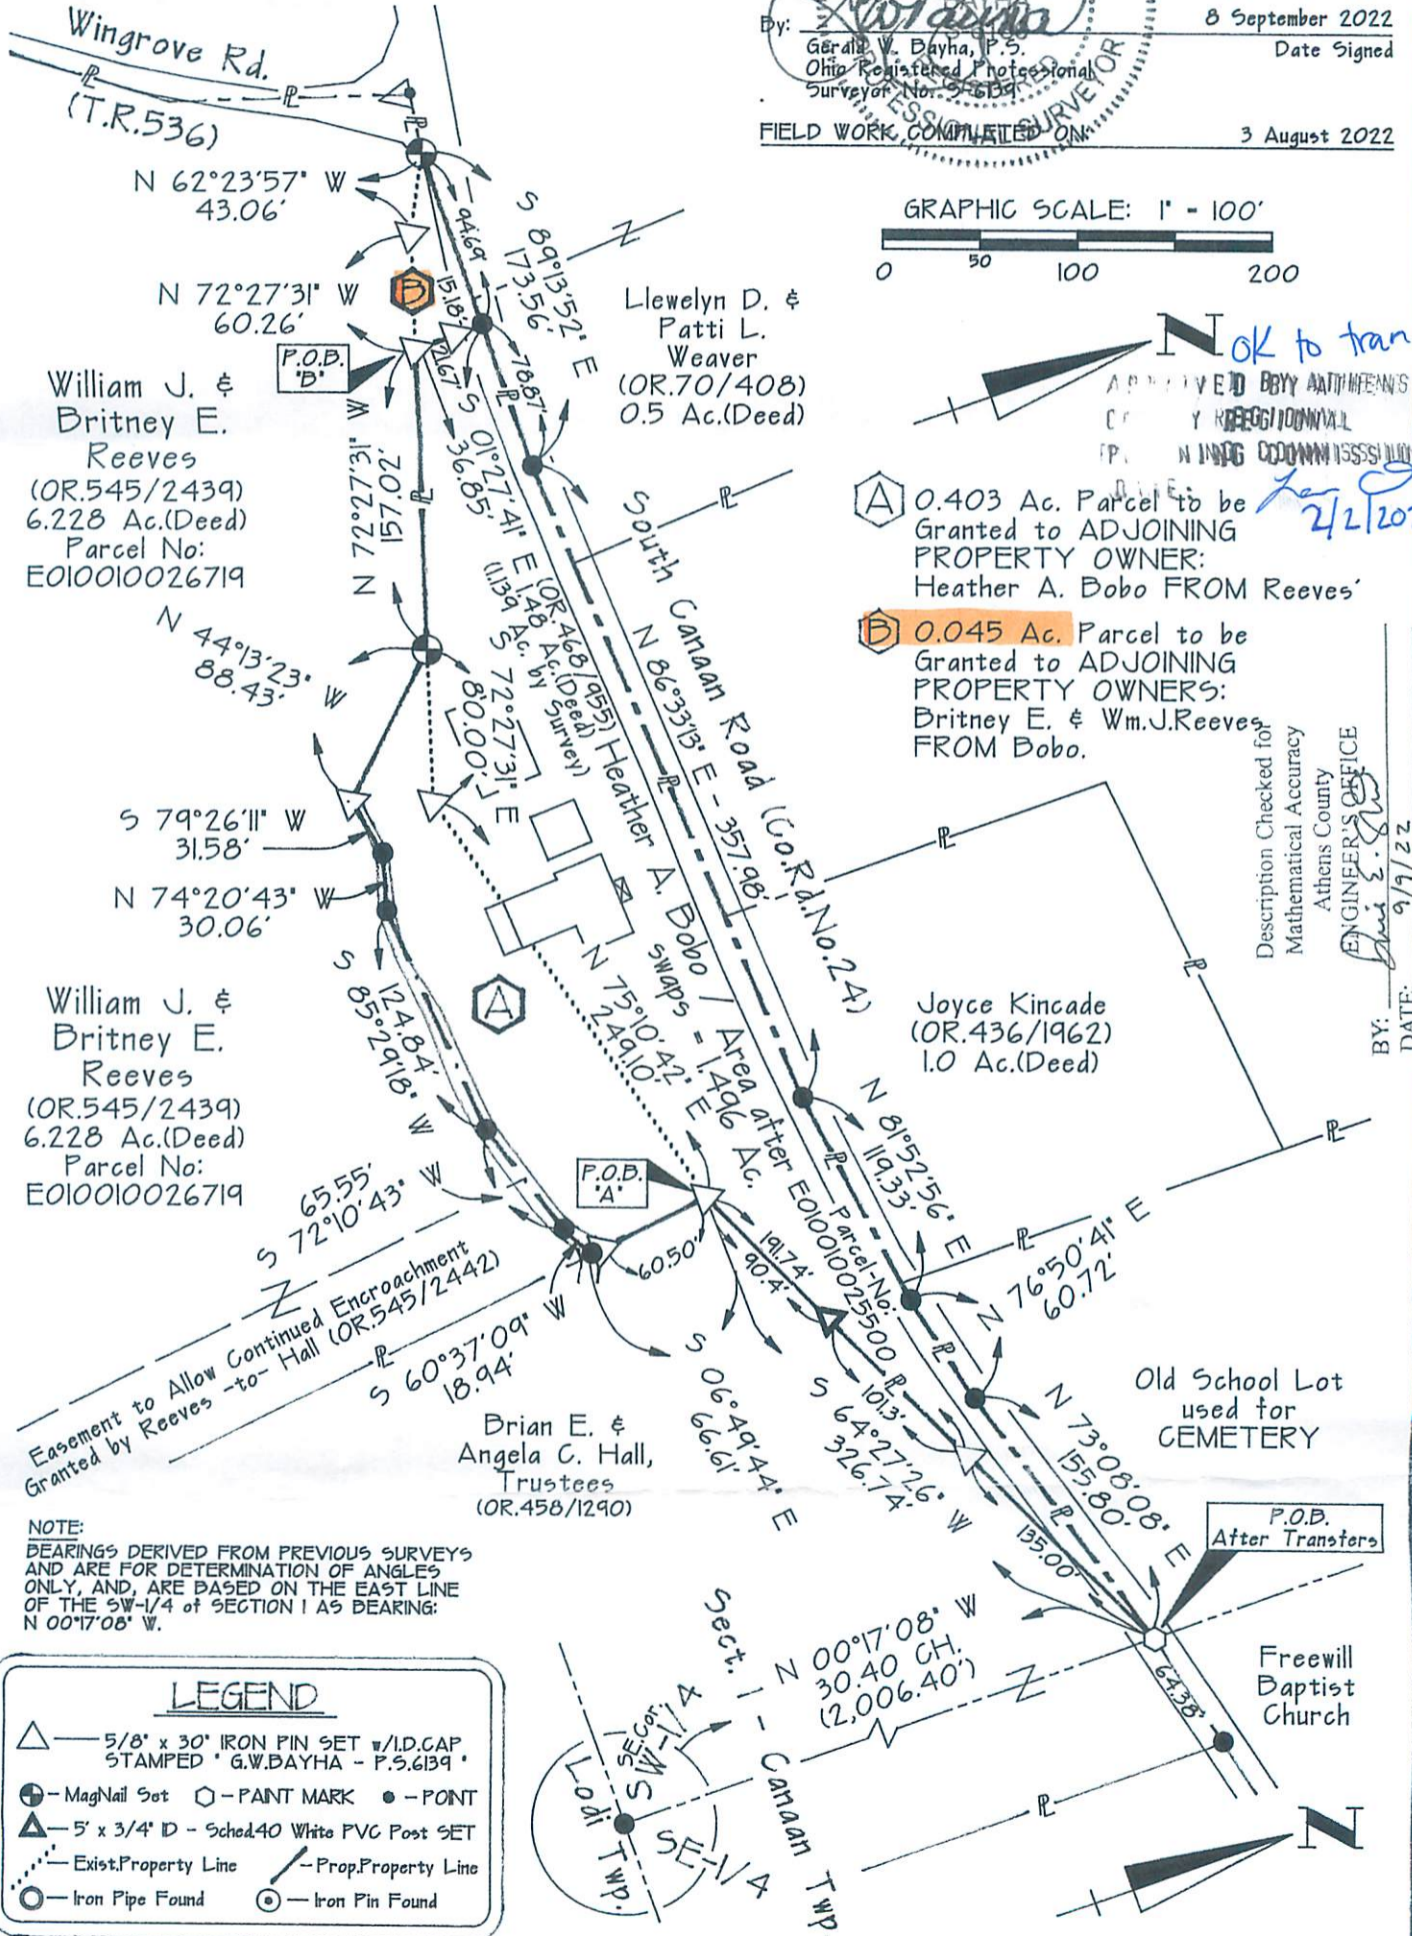 Wingrove Rd.
(T.R.536)
By:
Gerald W. Bayha, P.S.
Ohio Registered Professional
Surveyor No. S-6139
8 September 2022
Date Signed
FIELD WORK COMPLETED ON:
3 August 2022
REGISTERED
PROFESSIONAL SURVEYOR
GRAPHIC SCALE: 1" - 100'
0 50 100 200
N
OK to tran
REGIONAL
2/2/20
A 0.403 Ac. Parcel to be
Granted to ADJOINING
PROPERTY OWNER:
Heather A. Bobo FROM Reeves'
B 0.045 Ac. Parcel to be
Granted to ADJOINING
PROPERTY OWNERS:
Britney E. & Wm.J.Reeves
FROM Bobo.
Description Checked for
Mathematical Accuracy
Athens County
ENGINEER'S OFFICE
BY:
DATE: 9/9/22
N 62°23'57" W
43.06'
N 72°27'31" W
60.26'
B
P.O.B.
"B"
94.69
15.18'
21.67'
S 89°13'52" E
173.56'
78.87'
Z
Llewelyn D. &
Patti L.
Weaver
(OR.70/408)
0.5 Ac.(Deed)
William J. &
Britney E.
Reeves
(OR.545/2439)
6.228 Ac.(Deed)
Parcel No:
E010010026719
N 72°27'31" W
157.02'
S 01°27'41" E
36.85'
N 44°13'23" W
88.43'
S 72°27'31" E
[80.00']
(OR.468/955)
1.48 Ac.(Deed)
(1.139 Ac. by Survey)
Heather A. Bobo / Area after
swaps = 1.496 Ac.
Parcel No:
E010010025500
South Canaan Road (Co.Rd.No.24)
N 86°33'13" E - 357.98'
S 79°26'11" W
31.58'
N 74°20'43" W
30.06'
A
S 85°29'18" W
124.84'
N 75°10'42" E
249.10'
William J. &
Britney E.
Reeves
(OR.545/2439)
6.228 Ac.(Deed)
Parcel No:
E010010026719
Joyce Kincade
(OR.436/1962)
1.0 Ac.(Deed)
N 81°52'56" E
119.33'
65.55'
S 72°10'43" W
P.O.B.
"A"
60.50'
191.74'
90.4'
101.3'
135.00'
N 76°50'41" E
60.72'
Z
Easement to Allow Continued Encroachment
Granted by Reeves -to- Hall (OR.545/2442)
S 60°37'09" W
18.94'
S 06°49'44" E
66.61'
S 64°27'26" W
326.74'
Brian E. &
Angela C. Hall,
Trustees
(OR.458/1290)
Old School Lot
used for
CEMETERY
N 73°08'08" E
155.80'
P.O.B.
After Transfers
NOTE:
BEARINGS DERIVED FROM PREVIOUS SURVEYS
AND ARE FOR DETERMINATION OF ANGLES
ONLY, AND, ARE BASED ON THE EAST LINE
OF THE SW-1/4 of SECTION 1 AS BEARING:
N 00°17'08" W.
Sect. 1 - Canaan Twp
N 00°17'08" W
30.40 CH.
(2,006.40')
Z
64.38'
Freewill
Baptist
Church
SE.Cor.
SW-1/4
Lodi Twp.
SE-1/4
N
LEGEND
5/8" x 30" IRON PIN SET w/I.D.CAP
STAMPED " G.W.BAYHA - P.S.6139 "
- MagNail Set - PAINT MARK - POINT
5' x 3/4" ID - Sched.40 White PVC Post SET
Exist.Property Line - Prop.Property Line
Iron Pipe Found - Iron Pin Found